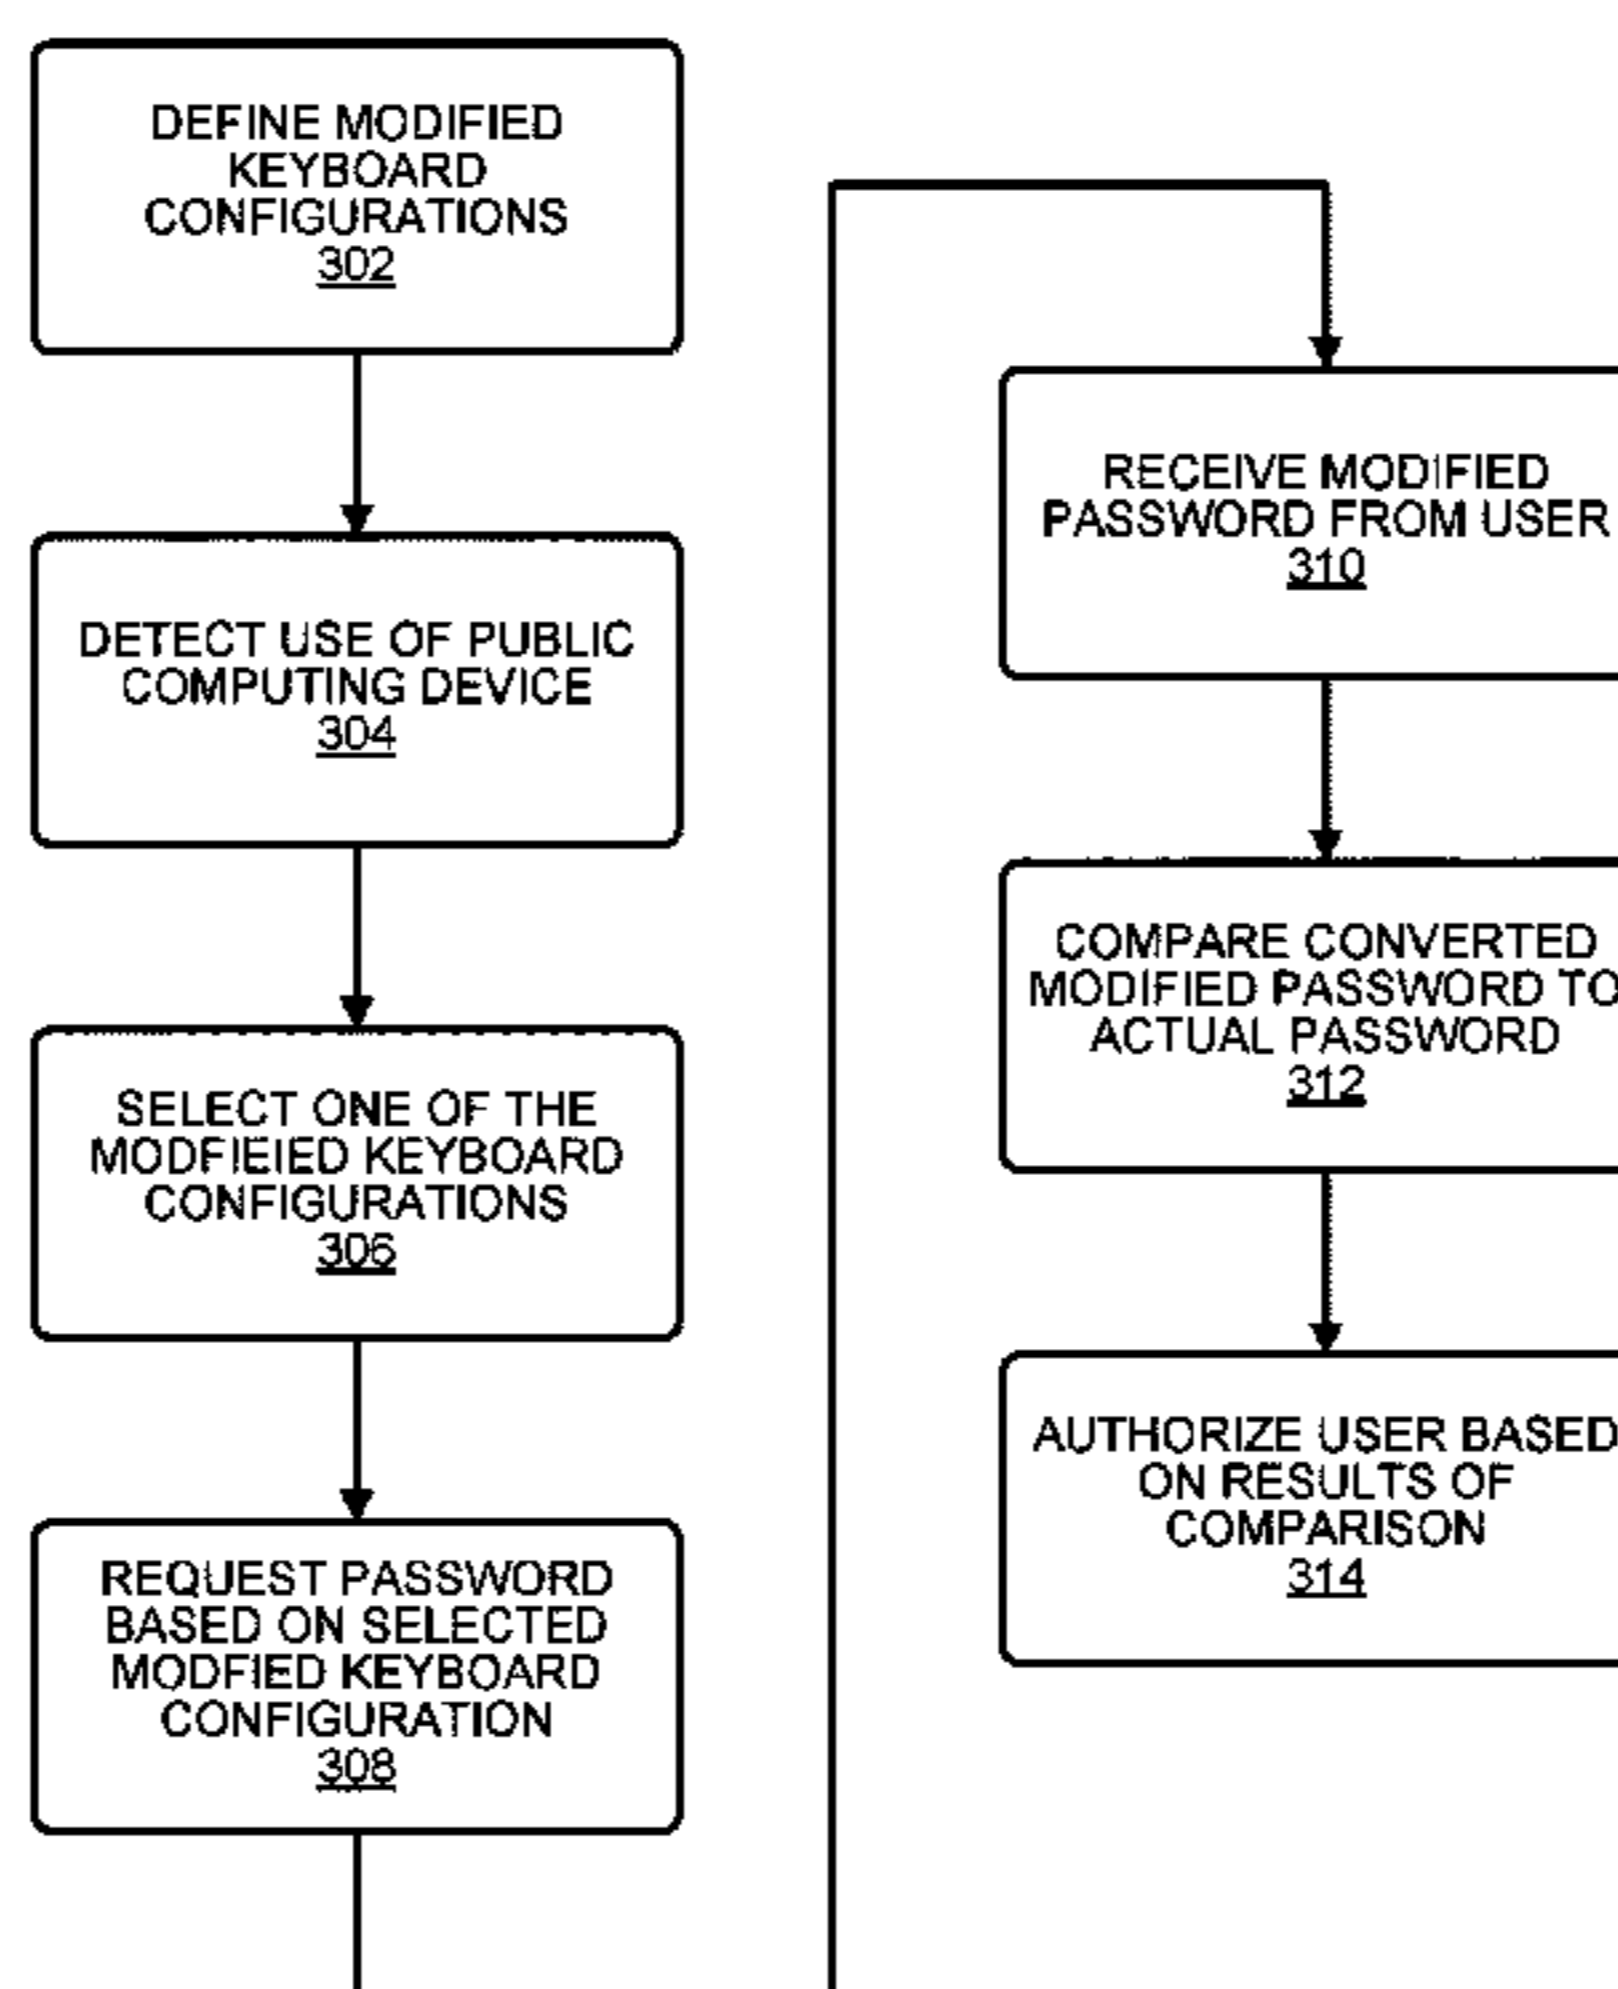 DEFINE MODIFIED
KEYBOARD
CONFIGURATIONS
302
DETECT USE OF PUBLIC
COMPUTING DEVICE
304
SELECT ONE OF THE
MODFIEIED KEYBOARD
CONFIGURATIONS
306
REQUEST PASSWORD
BASED ON SELECTED
MODFIED KEYBOARD
CONFIGURATION
308
RECEIVE MODIFIED
PASSWORD FROM USER
310
COMPARE CONVERTED
MODIFIED PASSWORD TO
ACTUAL PASSWORD
312
AUTHORIZE USER BASED
ON RESULTS OF
COMPARISON
314